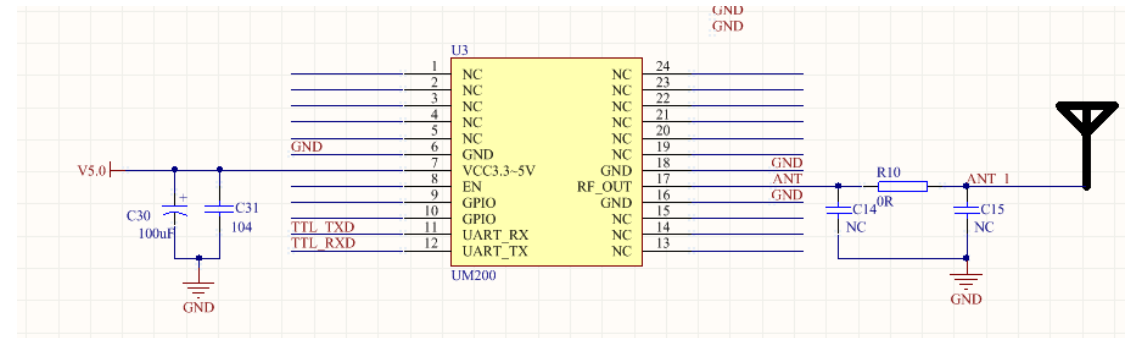 GND
GND
U3
1 NC NC 24
2 NC NC 23
3 NC NC 22
4 NC NC 21
5 NC NC 20
GND 6 GND NC 19
V5.0 7 VCC3.3~5V GND 18 GND
8 EN RF_OUT 17 ANT R10 ANT_1
9 GPIO GND 16 GND 0R
10 GPIO NC 15
TTL_TXD 11 UART_RX NC 14
TTL_RXD 12 UART_TX NC 13
UM200
+
C30
100uF
C31
104
GND
C14
NC
C15
NC
GND